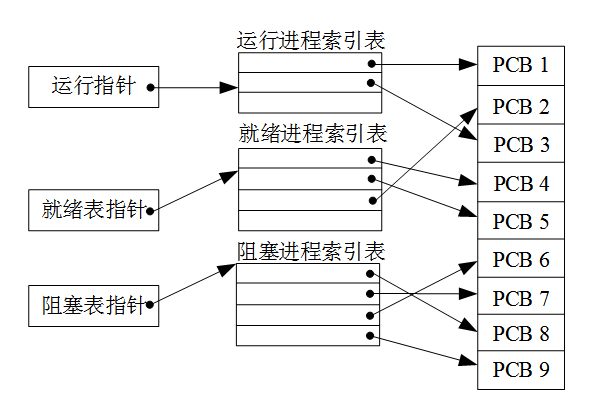 运行进程索引表
运行指针
就绪进程索引表
就绪表指针
阻塞进程索引表
阻塞表指针
PCB 1
PCB 2
PCB 3
PCB 4
PCB 5
PCB 6
PCB 7
PCB 8
PCB 9